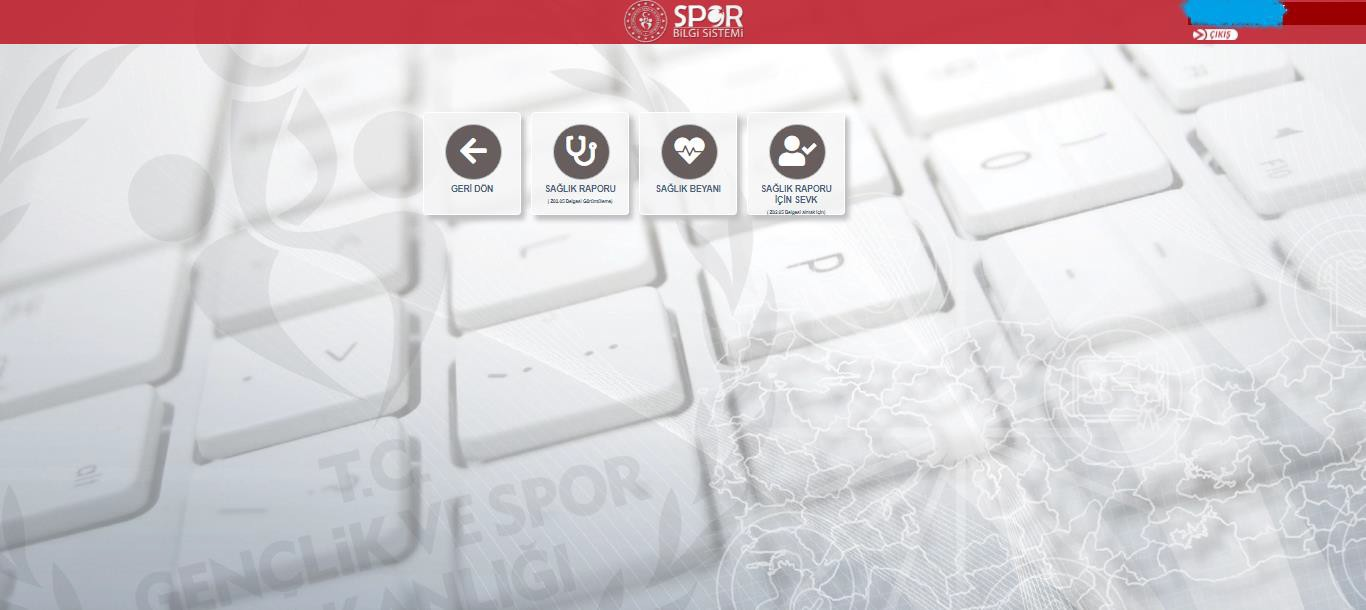 SPOR
BİLGİ SİSTEMİ
ÇIKIŞ
GERİ DÖN
SAĞLIK RAPORU
SAĞLIK BEYANI
SAĞLIK RAPORU
İÇİN SEVK
T.C.
GENÇLİK VE SPOR